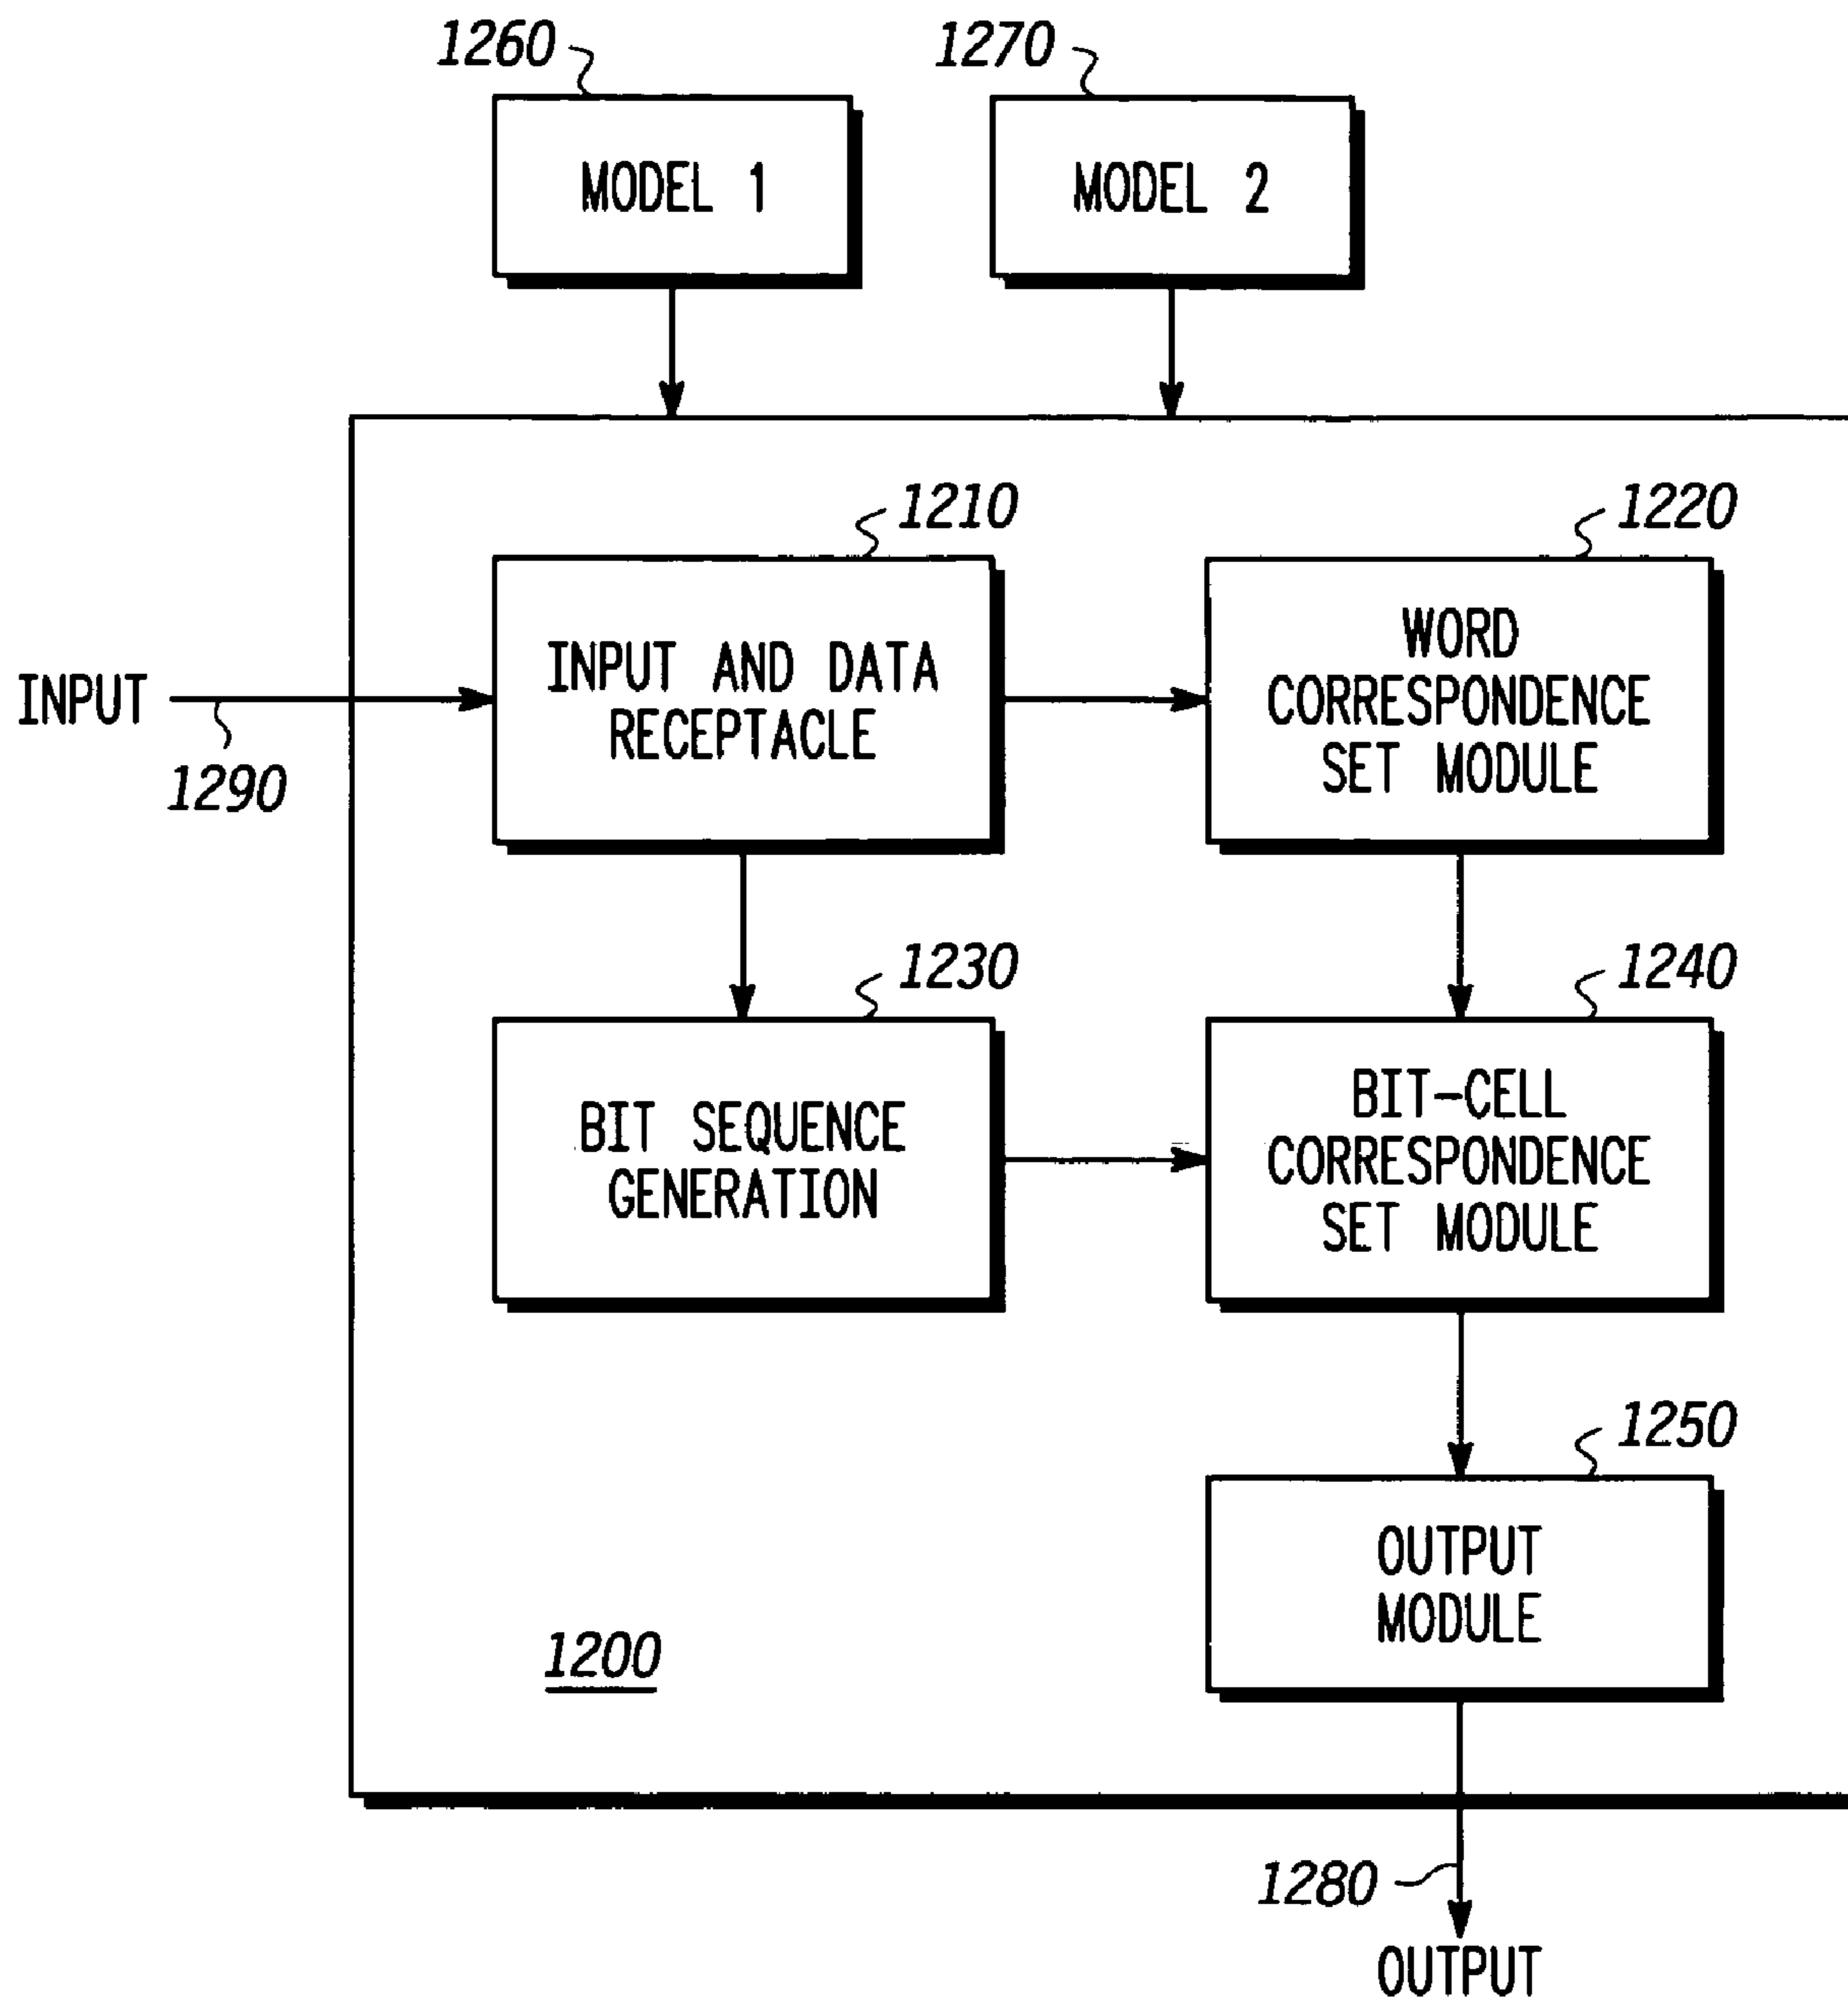 1260
1270
MODEL 1
MODEL 2
1210
1220
INPUT AND DATA
RECEPTACLE
WORD
CORRESPONDENCE
SET MODULE
INPUT
1290
1230
1240
BIT SEQUENCE
GENERATION
BIT-CELL
CORRESPONDENCE
SET MODULE
1250
OUTPUT
MODULE
1200
1280
OUTPUT